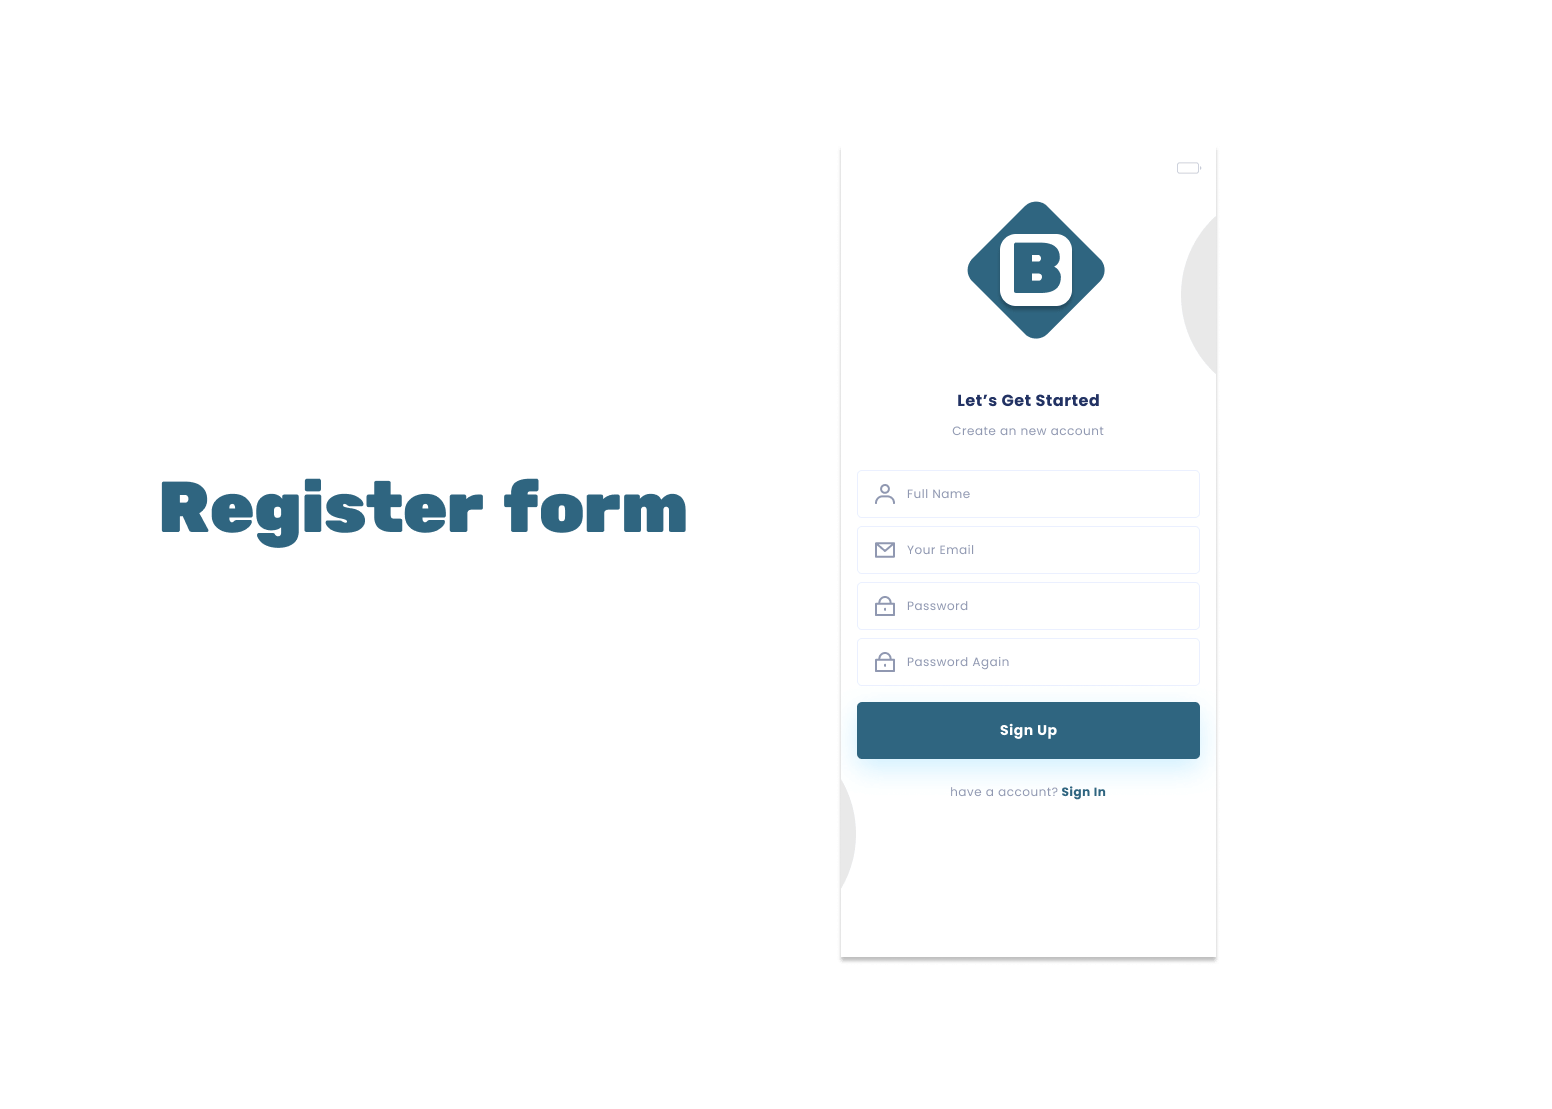 Register form
B
Let’s Get Started
Create an new account
Full Name
Your Email
Password
Password Again
Sign Up
have a account? Sign In